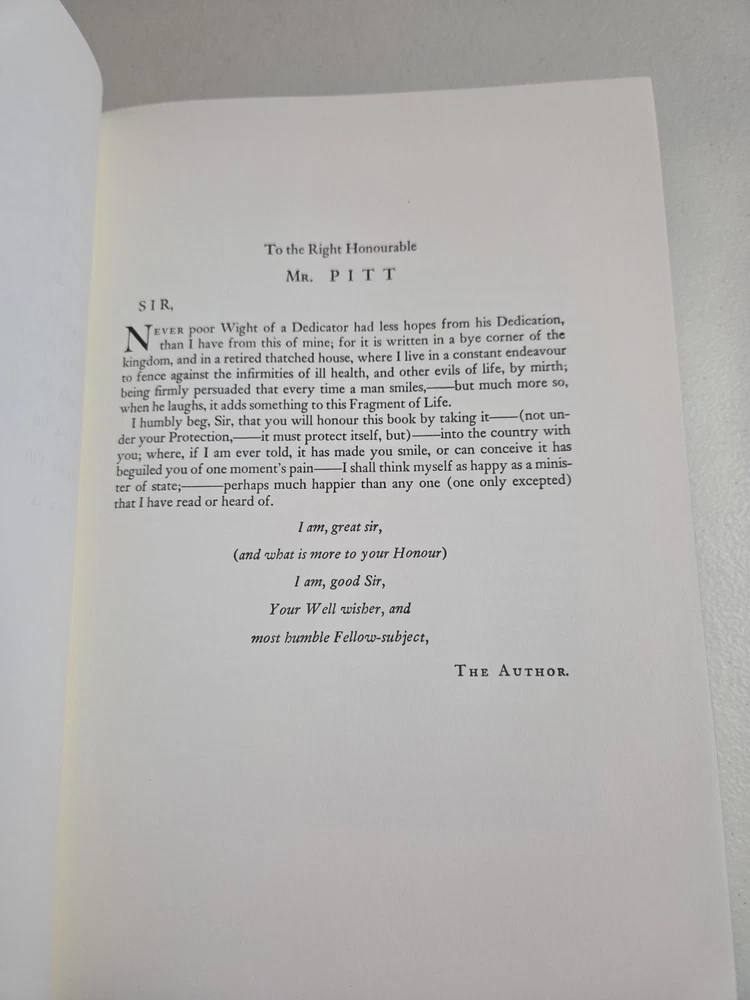 To the Right Honourable
MR. PITT
SIR,
NEVER poor Wight of a Dedicator had less hopes from his Dedication,
than I have from this of mine; for it is written in a bye corner of the
kingdom, and in a retired thatched house, where I live in a constant endeavour
to fence against the infirmities of ill health, and other evils of life, by mirth;
being firmly persuaded that every time a man smiles,——but much more so,
when he laughs, it adds something to this Fragment of Life.
I humbly beg, Sir, that you will honour this book by taking it——(not un-
der your Protection,——it must protect itself, but)——into the country with
you; where, if I am ever told, it has made you smile, or can conceive it has
beguiled you of one moment's pain——I shall think myself as happy as a minis-
ter of state;———perhaps much happier than any one (one only excepted)
that I have read or heard of.
I am, great sir,
(and what is more to your Honour)
I am, good Sir,
Your Well wisher, and
most humble Fellow-subject,
THE AUTHOR.